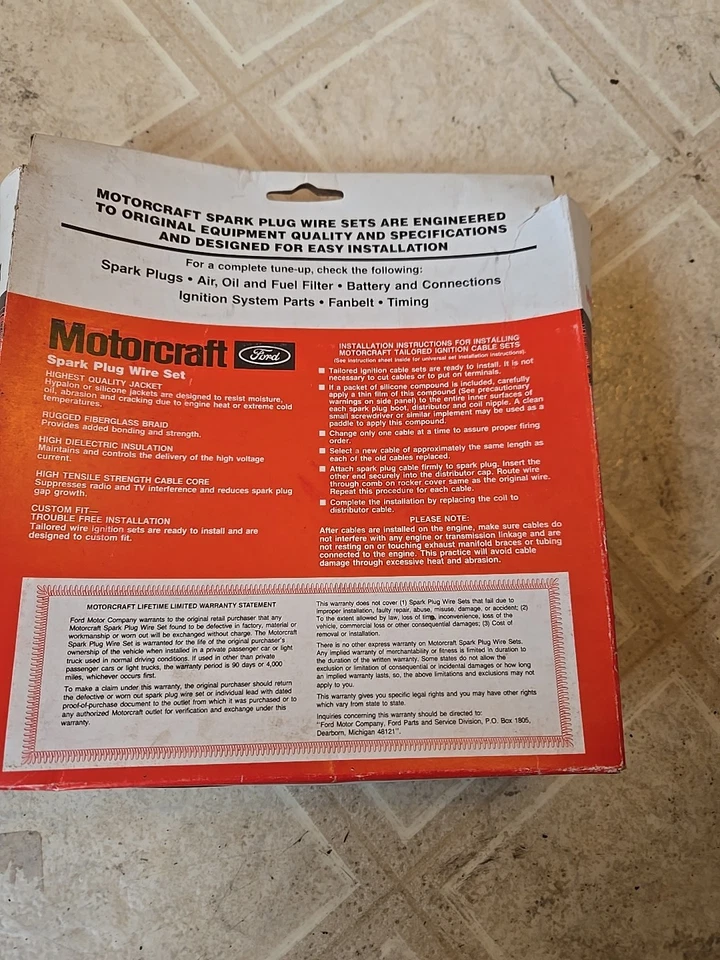 MOTORCRAFT SPARK PLUG WIRE SETS ARE ENGINEERED
TO ORIGINAL EQUIPMENT QUALITY AND SPECIFICATIONS
AND DESIGNED FOR EASY INSTALLATION
For a complete tune-up, check the following:
Spark Plugs • Air, Oil and Fuel Filter • Battery and Connections
Ignition System Parts • Fanbelt • Timing
Motorcraft Ford
Spark Plug Wire Set
HIGHEST QUALITY JACKET
Hypalon or silicone jackets are designed to resist moisture,
oil, abrasion and cracking due to engine heat or extreme cold
temperatures.
RUGGED FIBERGLASS BRAID
Provides added bonding and strength.
HIGH DIELECTRIC INSULATION
Maintains and controls the delivery of the high voltage
current.
HIGH TENSILE STRENGTH CABLE CORE
Suppresses radio and TV interference and reduces spark plug
gap growth.
CUSTOM FIT—
TROUBLE FREE INSTALLATION
Tailored wire ignition sets are ready to install and are
designed to custom fit.
INSTALLATION INSTRUCTIONS FOR INSTALLING
MOTORCRAFT TAILORED IGNITION CABLE SETS
(See instruction sheet inside for universal set installation instructions).
■ Tailored ignition cable sets are ready to install. It is not
necessary to cut cables or to put on terminals.
■ If a packet of silicone compound is included, carefully
apply a thin film of this compound (See precautionary
warnings on side panel) to the entire inner surfaces of
each spark plug boot, distributor and coil nipple. A clean
small screwdriver or similar implement may be used as a
paddle to apply this compound.
■ Change only one cable at a time to assure proper firing
order.
■ Select a new cable of approximately the same length as
each of the old cables replaced.
■ Attach spark plug cable firmly to spark plug. Insert the
other end securely into the distributor cap. Route wire
through comb on rocker cover same as the original wire.
Repeat this procedure for each cable.
■ Complete the installation by replacing the coil to
distributor cable.
PLEASE NOTE:
After cables are installed on the engine, make sure cables do
not interfere with any engine or transmission linkage and are
not resting on or touching exhaust manifold braces or tubing
connected to the engine. This practice will avoid cable
damage through excessive heat and abrasion.
MOTORCRAFT LIFETIME LIMITED WARRANTY STATEMENT
Ford Motor Company warrants to the original retail purchaser that any
Motorcraft Spark Plug Wire Set found to be defective in factory, material or
workmanship or worn out will be exchanged without charge. The Motorcraft
Spark Plug Wire Set is warranted for the life of the original purchaser's
ownership of the vehicle when installed in a private passenger car or light
truck used in normal driving conditions. If used in other than private
passenger cars or light trucks, the warranty period is 90 days or 4,000
miles, whichever occurs first.
To make a claim under this warranty, the original purchaser should return
the defective or worn out spark plug wire set or individual lead with dated
proof-of-purchase document to the outlet from which it was purchased or to
any authorized Motorcraft outlet for verification and exchange under this
warranty.
This warranty does not cover (1) Spark Plug Wire Sets that fail due to
improper installation, faulty repair, abuse, misuse, damage, or accident; (2)
To the extent allowed by law, loss of time, inconvenience, loss of the
vehicle, commercial loss or other consequential damages; (3) Cost of
removal or installation.
There is no other express warranty on Motorcraft Spark Plug Wire Sets.
Any implied warranty of merchantability or fitness is limited in duration to
the duration of the written warranty. Some states do not allow the
exclusion or limitation of consequential or incidental damages or how long
an implied warranty lasts, so, the above limitations and exclusions may not
apply to you.
This warranty gives you specific legal rights and you may have other rights
which vary from state to state.
Inquiries concerning this warranty should be directed to:
"Ford Motor Company, Ford Parts and Service Division, P.O. Box 1805,
Dearborn, Michigan 48121".